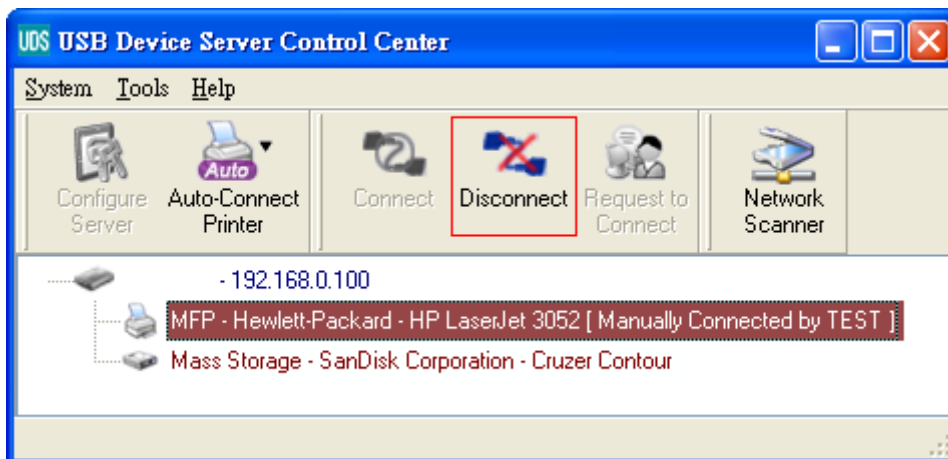 UDS USB Device Server Control Center
System Tools Help
Auto
Configure Server
Auto-Connect Printer
Connect
Disconnect
Request to Connect
Network Scanner
- 192.168.0.100
MFP - Hewlett-Packard - HP LaserJet 3052 [ Manually Connected by TEST ]
Mass Storage - SanDisk Corporation - Cruzer Contour